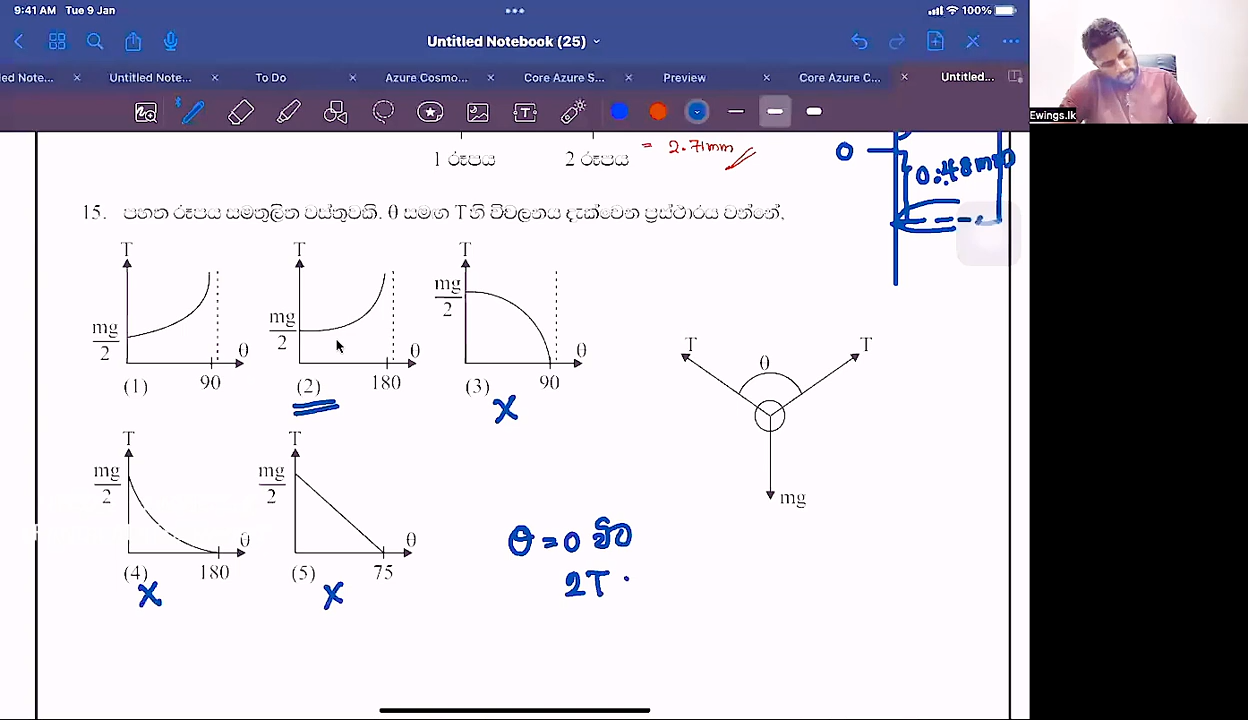 9:41 AM Tue 9 Jan
100%
Untitled Notebook (25)
led Note...
Untitled Note...
To Do
Azure Cosmo...
Core Azure S...
Preview
Core Azure C...
Untitled...
Ewings.lk
1 රූපය
2 රූපය
= 2.71mm
0
0.48mm
15. පහත රූපය සමතුලිත වස්තුවකි. θ සමඟ T හි විචලනය දැක්වෙන ප්‍රස්ථාරය වන්නේ,
T
mg
2
θ
(1)
90
T
mg
2
θ
(2)
180
T
mg
2
θ
(3)
90
X
T
T
θ
mg
T
mg
2
θ
(4)
180
X
T
mg
2
θ
(5)
75
X
θ = 0 විට
2T